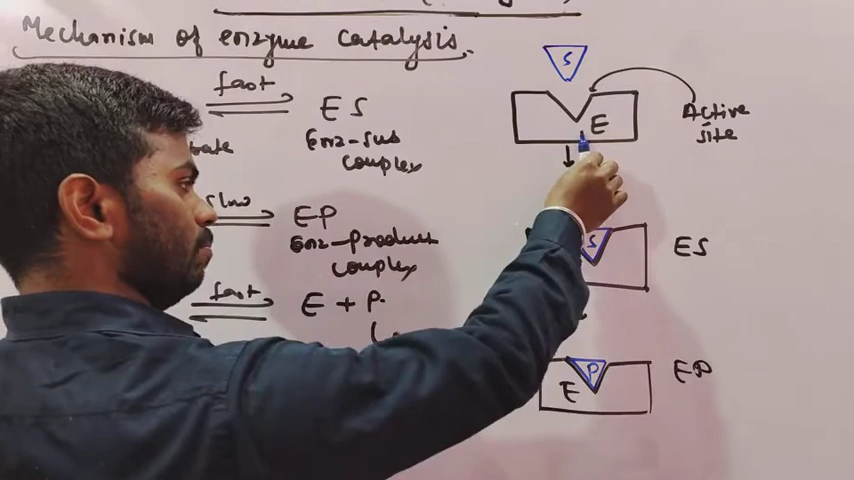 Mechanism of enzyme catalysis.
fast
ES
Enz-sub
complex
slow
EP
Enz-product
complex
fast
E + P.
S
E
Active
site
S
ES
P
E
EP